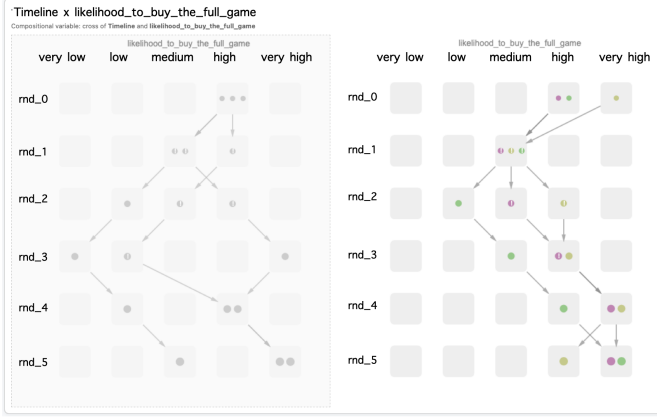 Timeline x likelihood_to_buy_the_full_game
Compositional variable: cross of Timeline and likelihood_to_buy_the_full_game
likelihood_to_buy_the_full_game
very low low medium high very high
rnd_0
rnd_1
rnd_2
rnd_3
rnd_4
rnd_5
likelihood_to_buy_the_full_game
very low low medium high very high
rnd_0
rnd_1
rnd_2
rnd_3
rnd_4
rnd_5